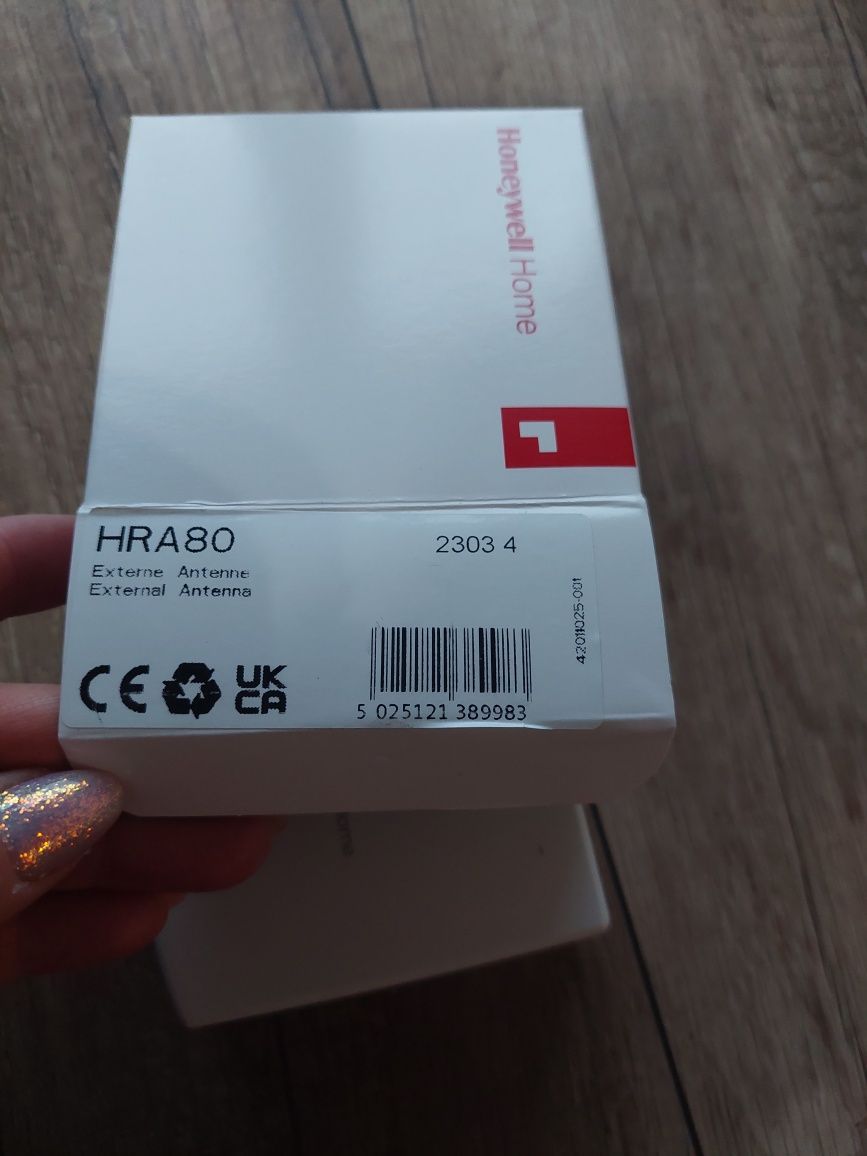 Honeywell Home
HRA80
2303 4
Externe Antenne
External Antenna
42011025-001
CE
UK
CA
5 025121 389983